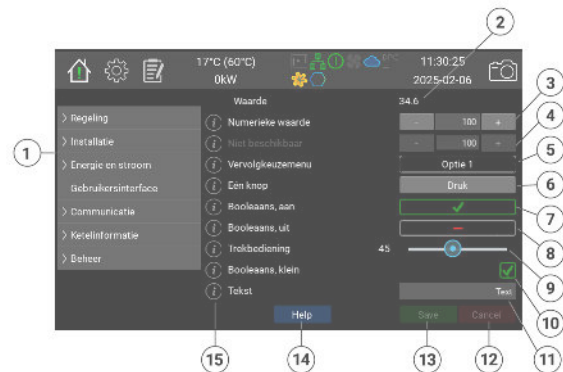 2
17°C (60°C)
0kW
11:30:25
2025-02-06
Waarde 34.6
3
> Regeling
Numerieke waarde - 100 +
4
1
> Installatie
Niet beschikbaar - 100 +
5
> Energie en stroom
Vervolgkeuzemenu Optie 1
6
Gebruikersinterface
Eén knop Druk
7
> Communicatie
Booleaans, aan
8
> Ketelinformatie
Booleaans, uit
9
> Beheer
Trekbediening 45
Booleaans, klein
10
Tekst Text
11
Help Save Cancel
15 14 13 12